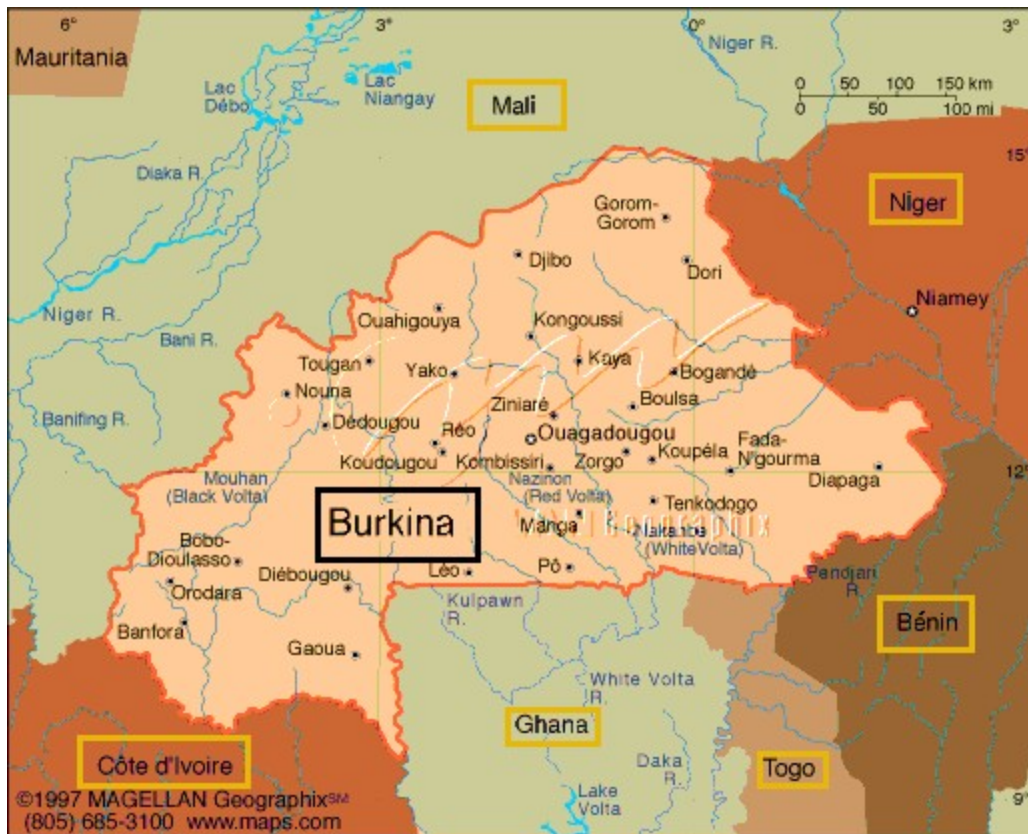 6°
3°
0°
3°
Mauritania
Niger R.
Lac
Débo
Lac
Niangay
Mali
0 50 100 150 km
0 50 100 mi
Diaka R.
15°
Niger
Gorom-
Gorom
Djibo
Dori
Niger R.
Bani R.
Niamey
Ouahigouya
Kongoussi
Tougan
Yako
Kaya
Bogandé
Nouna
Banifing R.
Ziniaré
Boulsa
Dédougou
Réo
Ouagadougou
Koudougou
Kombissiri
Zorgo
Koupéla
Fada-
N'gourma
Diapaga
12°
Mouhan
(Black Volta)
Nazinon
(Red Volta)
Tenkodogo
Burkina
Manga
Nakanbe
(WhiteVolta)
Bobo-
Dioulasso
Diébougou
Léo
Pô
Pendjari
R.
Orodara
Kulpawn
R.
Banfora
Bénin
Gaoua
White Volta
R.
Ghana
Côte d'Ivoire
Daka
R.
Togo
Lake
Volta
©1997 MAGELLAN Geographix℠
(805) 685-3100 www.maps.com
9°